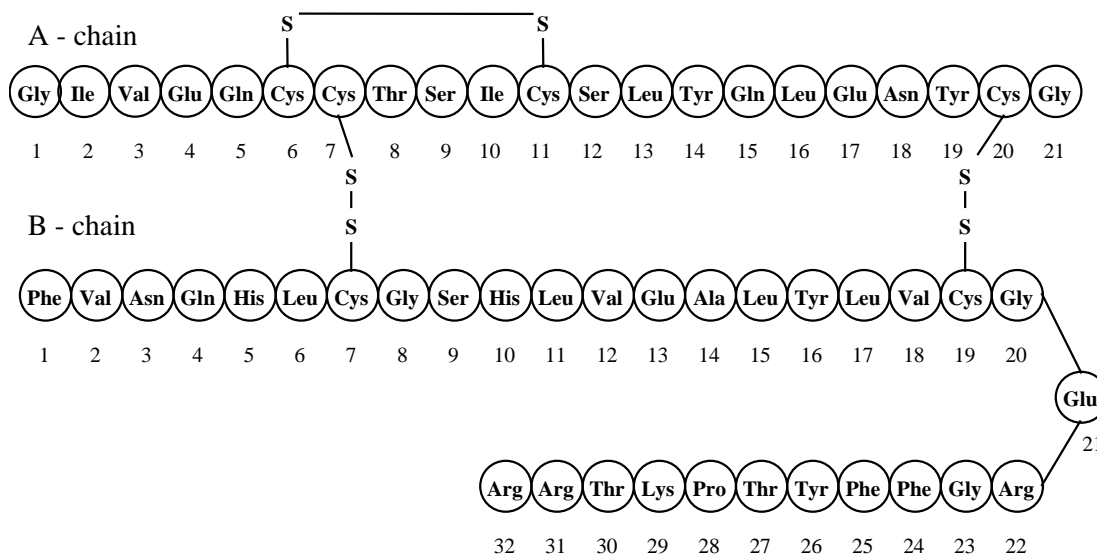 S S
A - chain
Gly Ile Val Glu Gln Cys Cys Thr Ser Ile Cys Ser Leu Tyr Gln Leu Glu Asn Tyr Cys Gly
1 2 3 4 5 6 7 8 9 10 11 12 13 14 15 16 17 18 19 20 21
S S
S S
B - chain
Phe Val Asn Gln His Leu Cys Gly Ser His Leu Val Glu Ala Leu Tyr Leu Val Cys Gly
1 2 3 4 5 6 7 8 9 10 11 12 13 14 15 16 17 18 19 20
Glu
21
Arg Arg Thr Lys Pro Thr Tyr Phe Phe Gly Arg
32 31 30 29 28 27 26 25 24 23 22